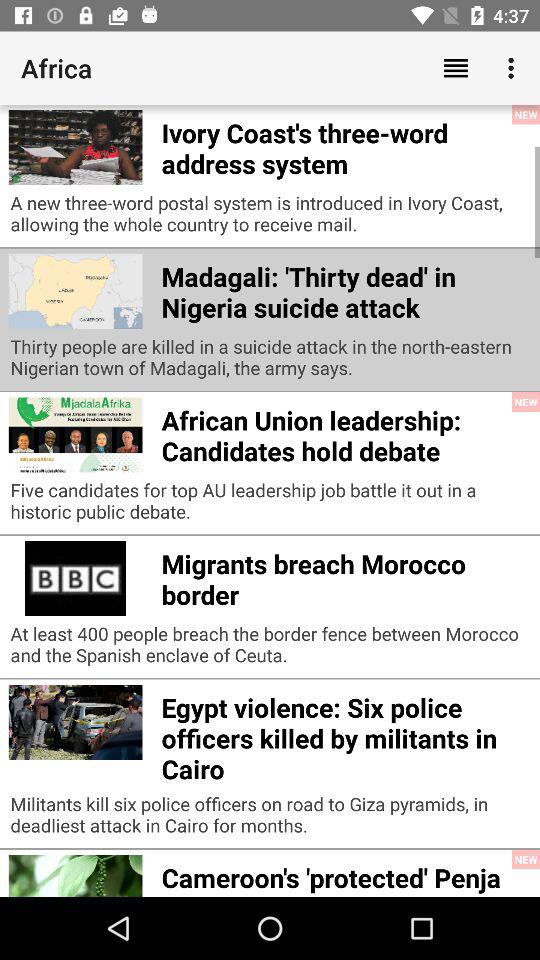 4:37
Africa
NEW
Ivory Coast's three-word
address system
A new three-word postal system is introduced in Ivory Coast,
allowing the whole country to receive mail.
Madagali
Abuja
NIGERIA
CAMEROON
Madagali: 'Thirty dead' in
Nigeria suicide attack
Thirty people are killed in a suicide attack in the north-eastern
Nigerian town of Madagali, the army says.
NEW
MjadalaAfrika
African Union leadership:
Candidates hold debate
Five candidates for top AU leadership job battle it out in a
historic public debate.
BBC
Migrants breach Morocco
border
At least 400 people breach the border fence between Morocco
and the Spanish enclave of Ceuta.
Egypt violence: Six police
officers killed by militants in
Cairo
Militants kill six police officers on road to Giza pyramids, in
deadliest attack in Cairo for months.
NEW
Cameroon's 'protected' Penja